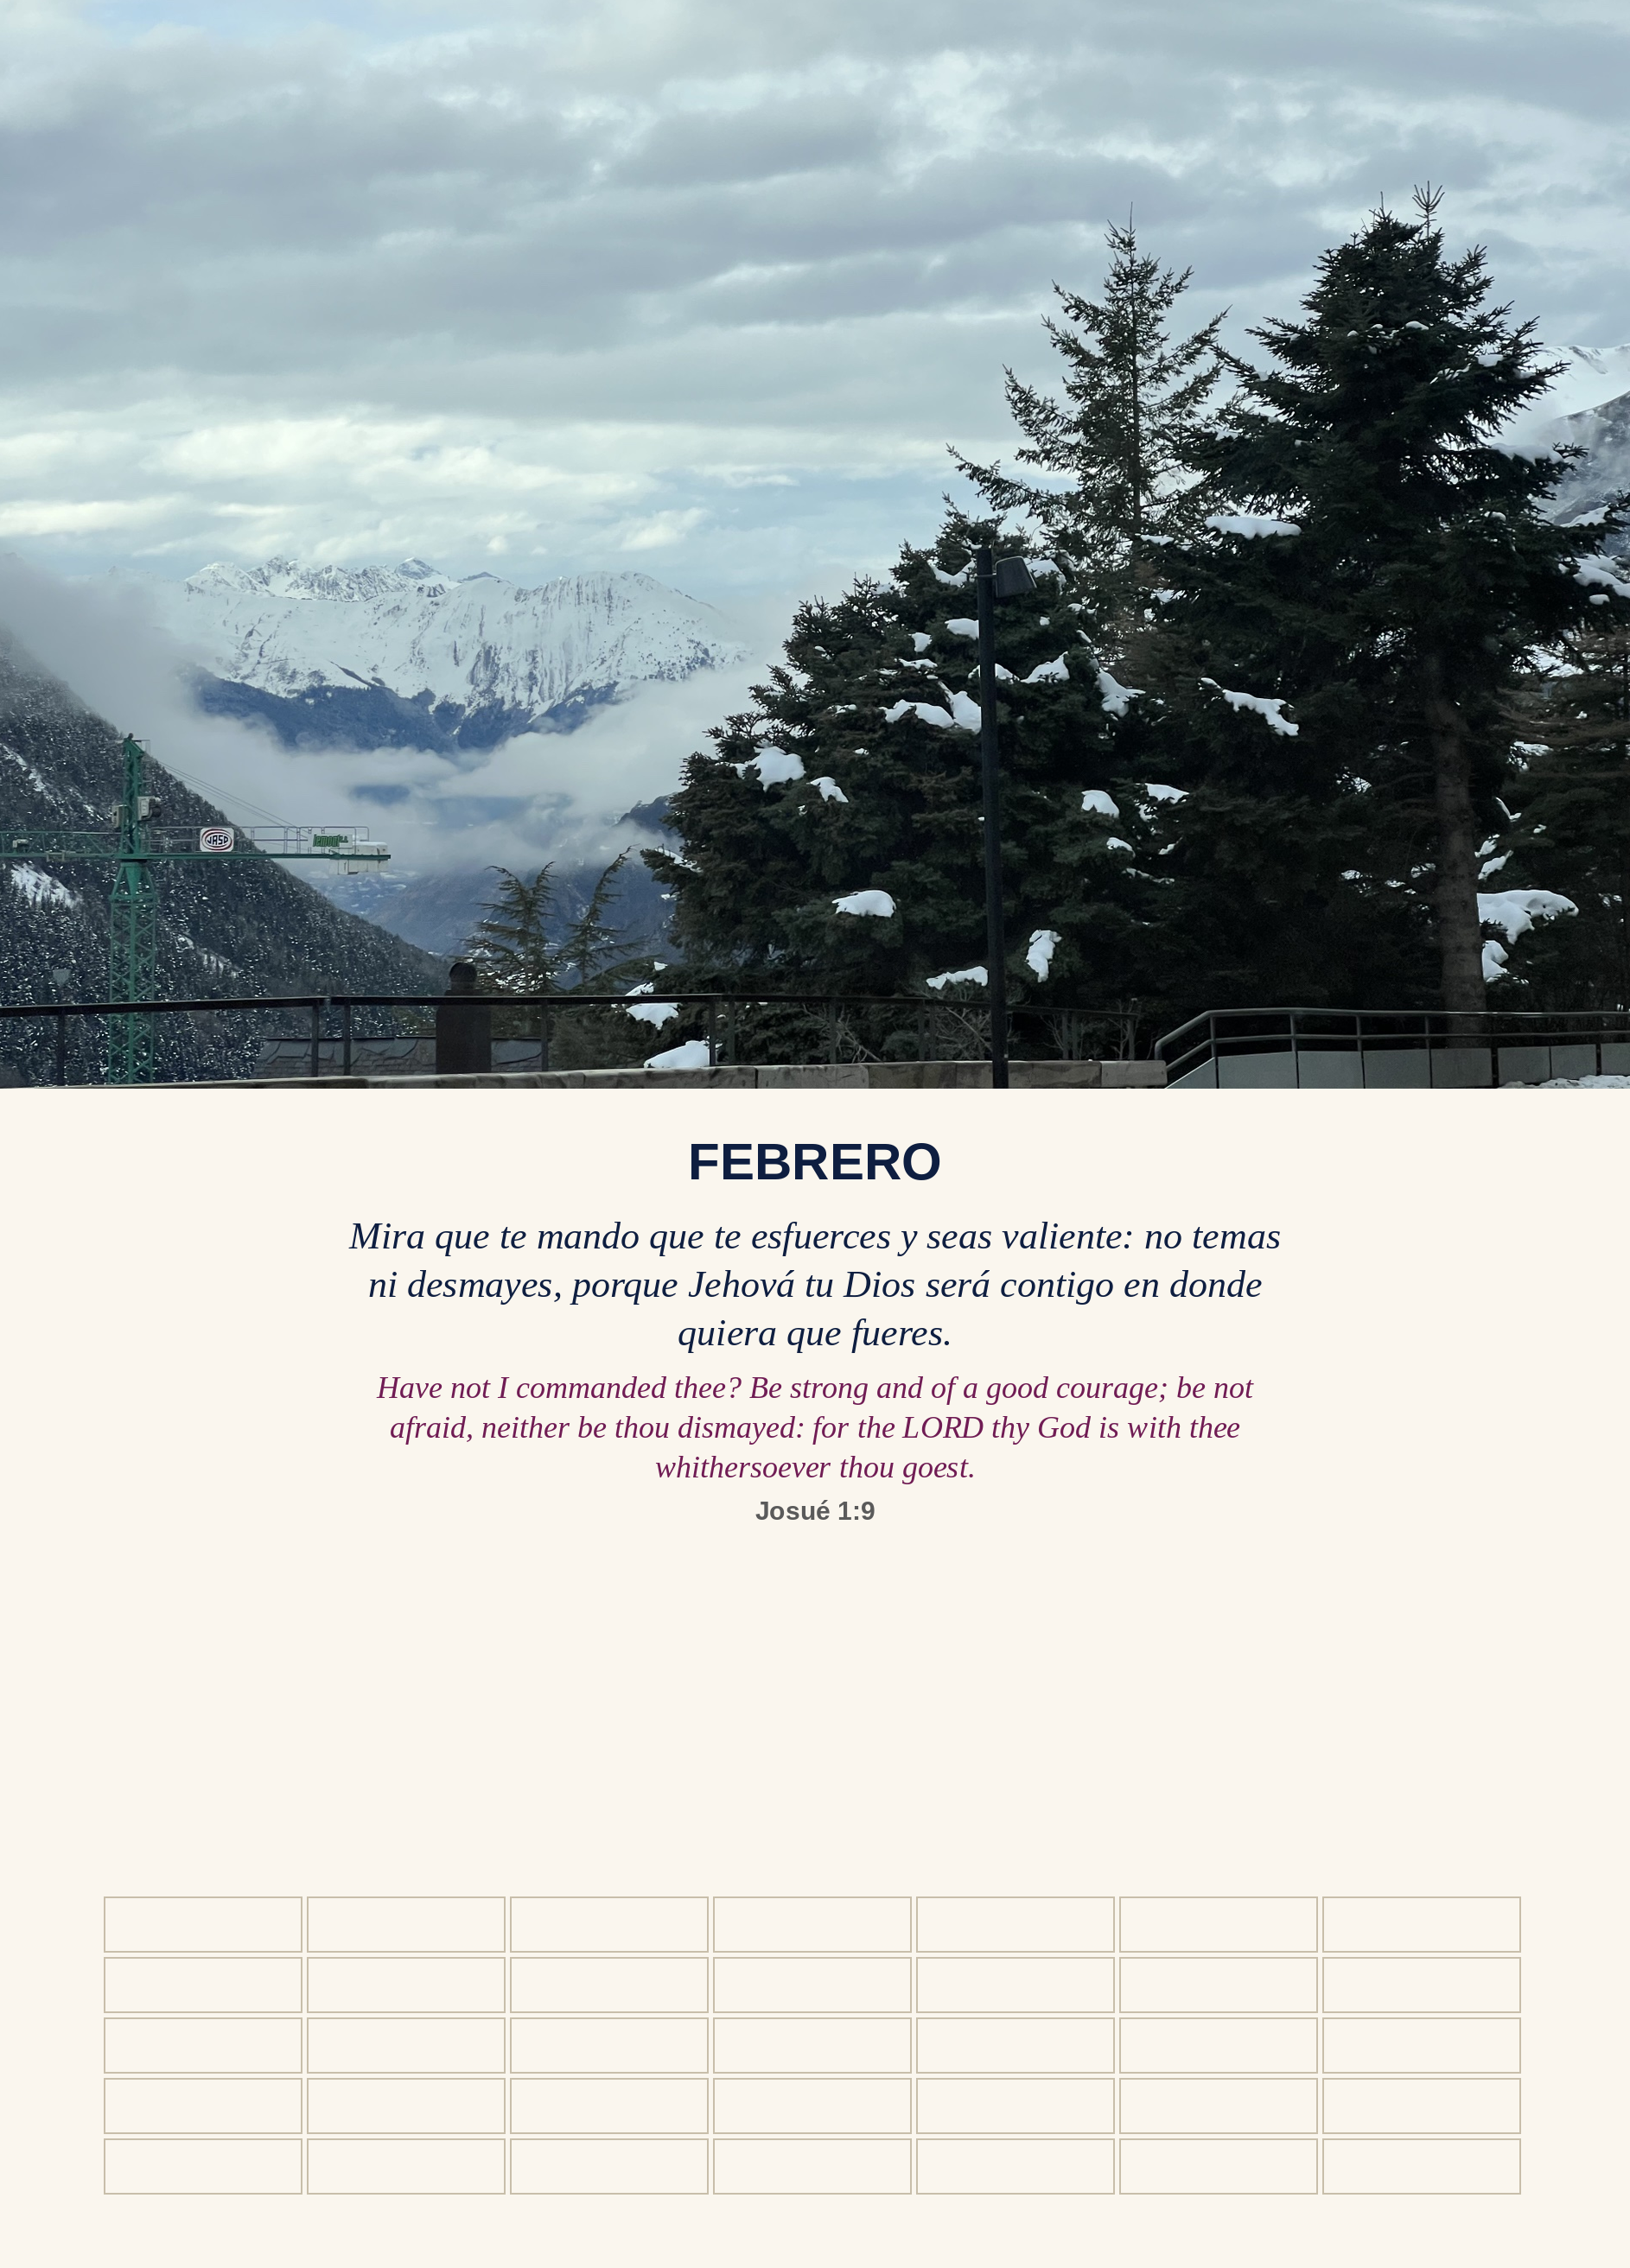 JASP
FEBRERO
Mira que te mando que te esfuerces y seas valiente: no temas
ni desmayes, porque Jehová tu Dios será contigo en donde
quiera que fueres.
Have not I commanded thee? Be strong and of a good courage; be not
afraid, neither be thou dismayed: for the LORD thy God is with thee
whithersoever thou goest.
Josué 1:9